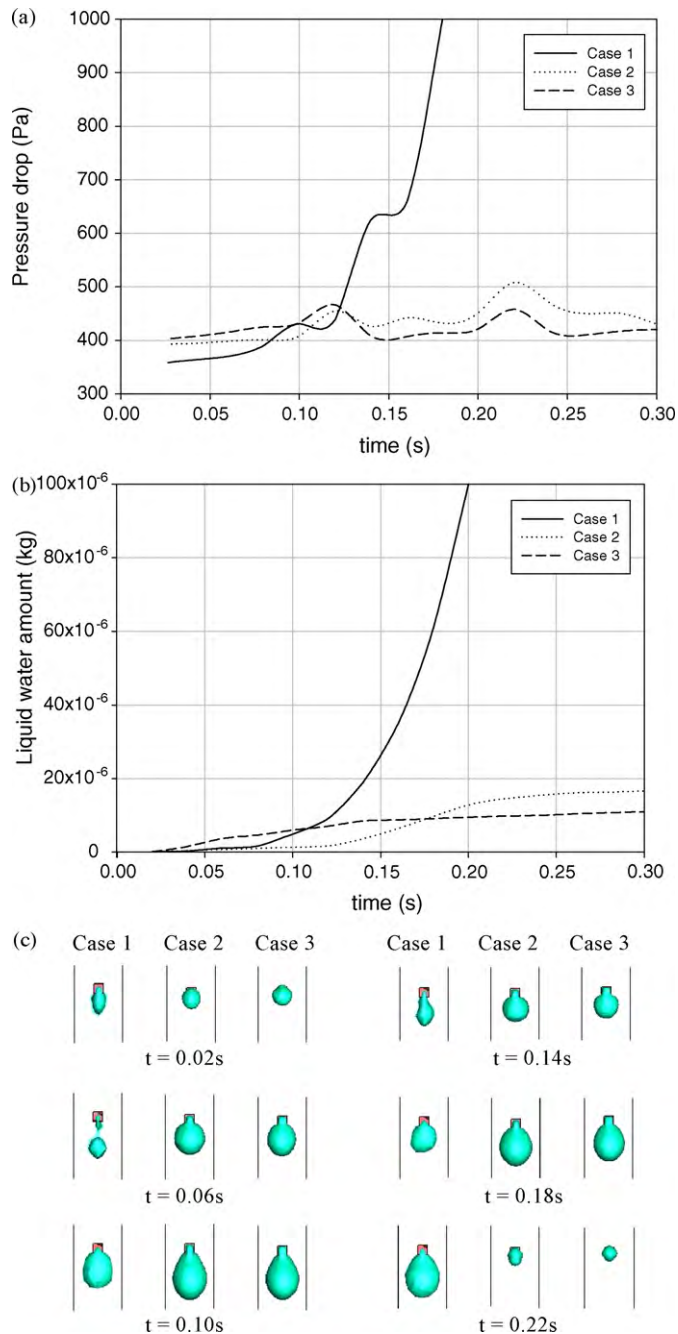 (a)
1000
900
800
700
600
500
400
300
Pressure drop (Pa)
Case 1
Case 2
Case 3
0.00 0.05 0.10 0.15 0.20 0.25 0.30
time (s)
(b)
100x10-6
80x10-6
60x10-6
40x10-6
20x10-6
0
Liquid water amount (kg)
Case 1
Case 2
Case 3
0.00 0.05 0.10 0.15 0.20 0.25 0.30
time (s)
(c)
Case 1 Case 2 Case 3 Case 1 Case 2 Case 3
t = 0.02s t = 0.14s
t = 0.06s t = 0.18s
t = 0.10s t = 0.22s